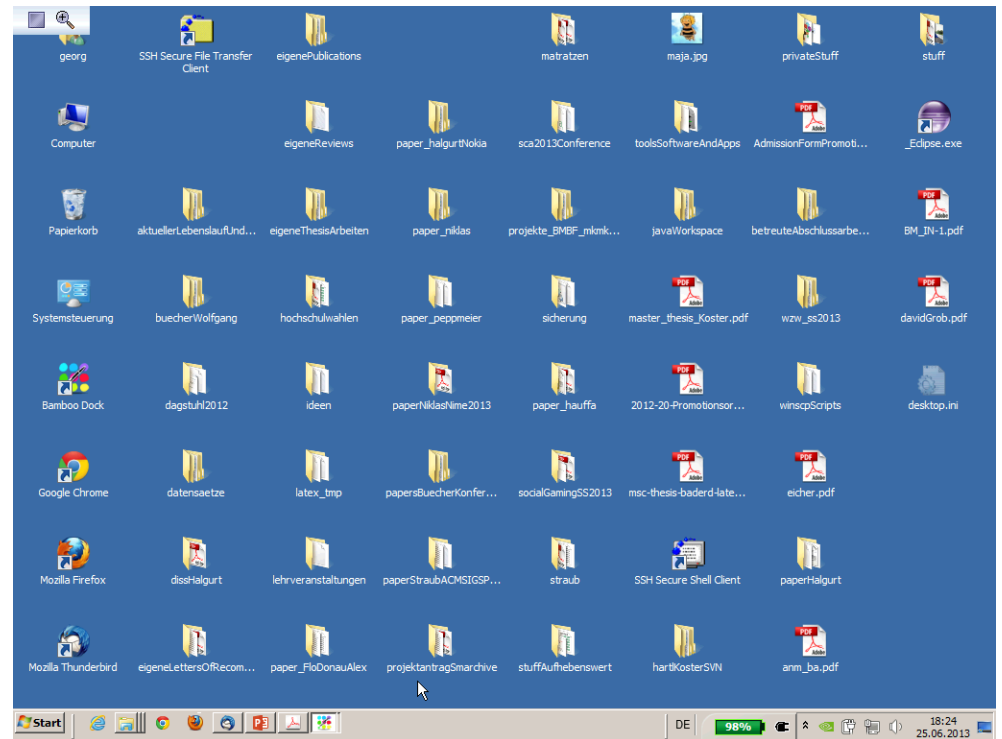 georg
SSH Secure File Transfer
Client
eigenePublications
matratzen
maja.jpg
privateStuff
stuff
Computer
eigeneReviews
paper_halgurtNokia
sca2013Conference
toolsSoftwareAndApps
AdmissionFormPromoti...
_Eclipse.exe
Papierkorb
aktuellerLebenslaufUnd...
eigeneThesisArbeiten
paper_niklas
projekte_BMBF_mkmk...
javaWorkspace
betreuteAbschlussarbe...
BM_IN-1.pdf
Systemsteuerung
buecherWolfgang
hochschulwahlen
paper_peppmeier
sicherung
master_thesis_Koster.pdf
wzw_ss2013
davidGrob.pdf
Bamboo Dock
dagstuhl2012
ideen
paperNiklasNime2013
paper_hauffa
2012-20-Promotionsor...
winscpScripts
desktop.ini
Google Chrome
datensaetze
latex_tmp
papersBuecherKonfer...
socialGamingSS2013
msc-thesis-baderd-late...
eicher.pdf
Mozilla Firefox
dissHalgurt
lehrveranstaltungen
paperStraubACMSIGSP...
straub
SSH Secure Shell Client
paperHalgurt
Mozilla Thunderbird
eigeneLettersOfRecom...
paper_FloDonauAlex
projektantragSmarchive
stuffAufhebenswert
hartlKosterSVN
anm_ba.pdf
Start
DE
98%
18:24
25.06.2013